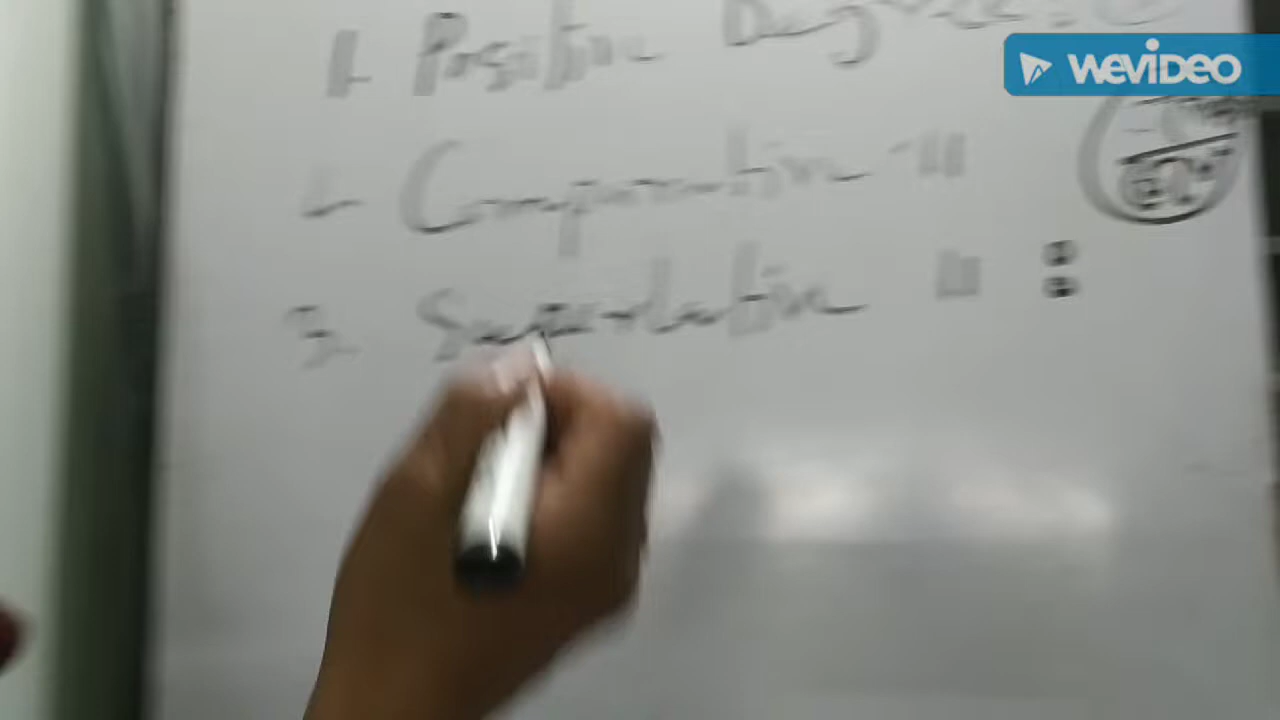 1- Positive Degree :
2- Comparative "
3. Superlative " :
WEVIDEO